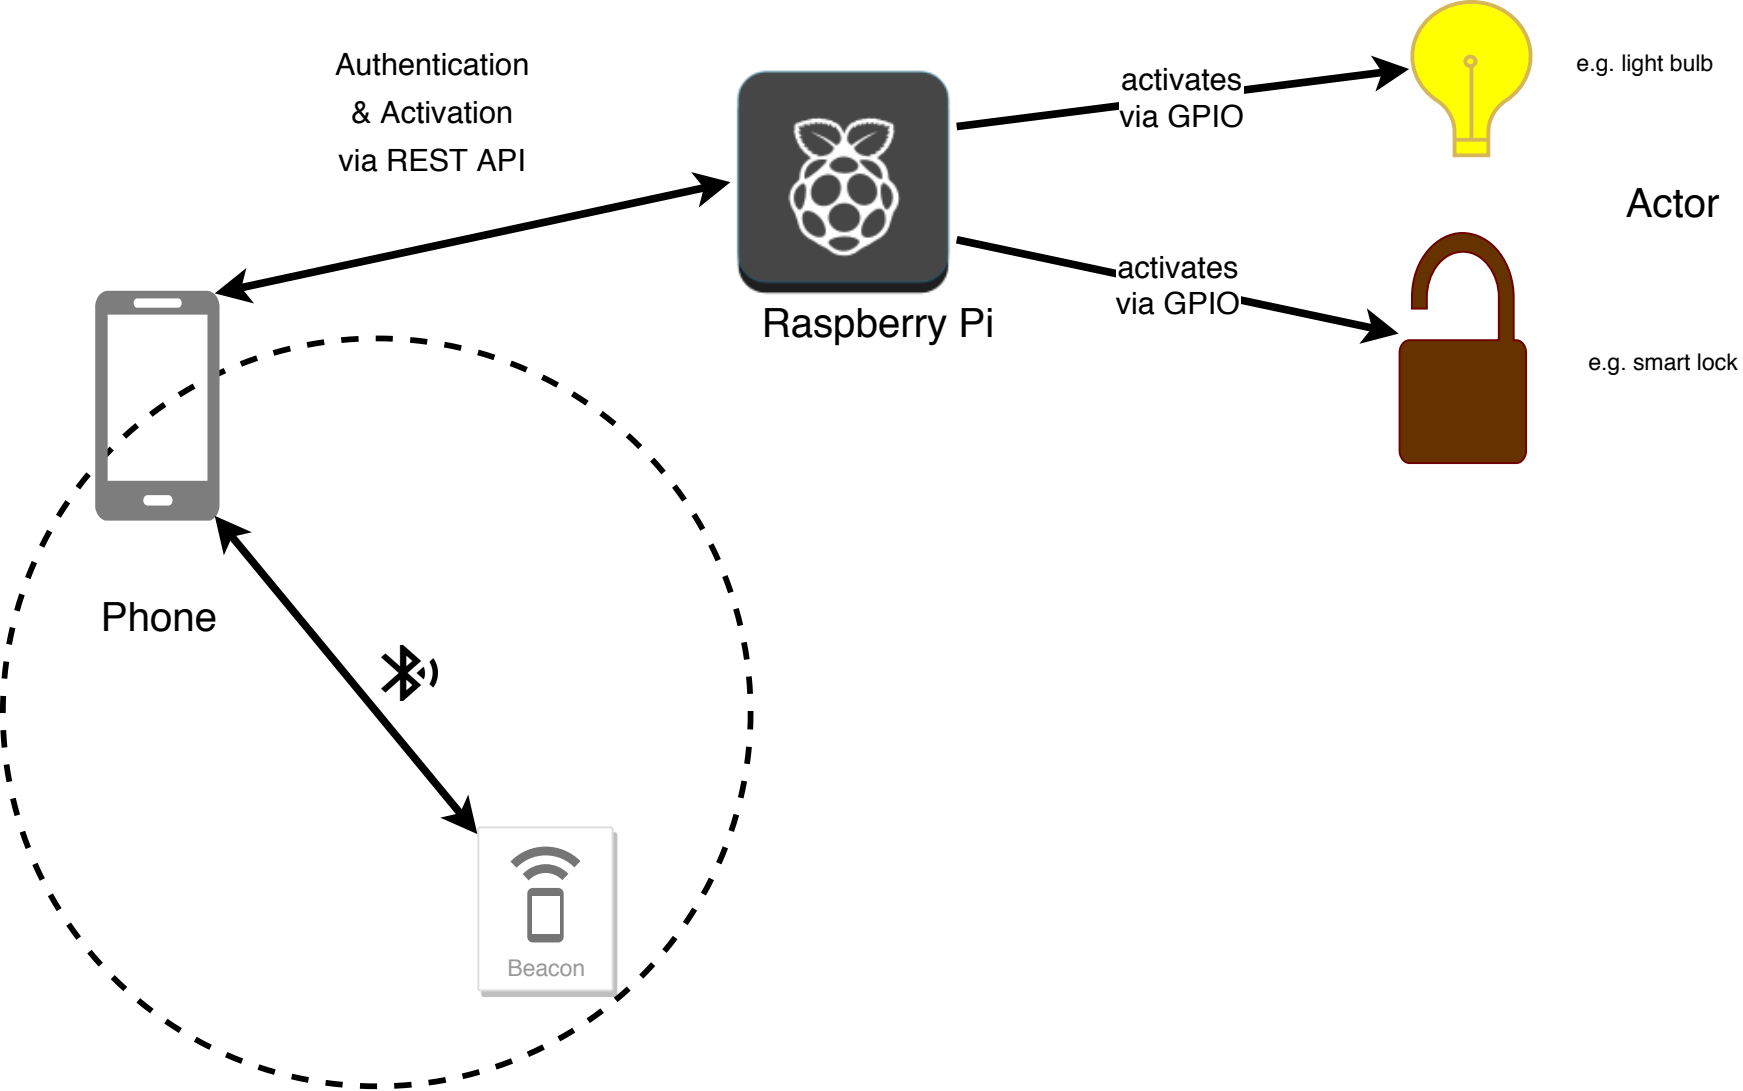 Authentication
& Activation
via REST API
activates
via GPIO
e.g. light bulb
Actor
Raspberry Pi
activates
via GPIO
e.g. smart lock
Phone
Beacon